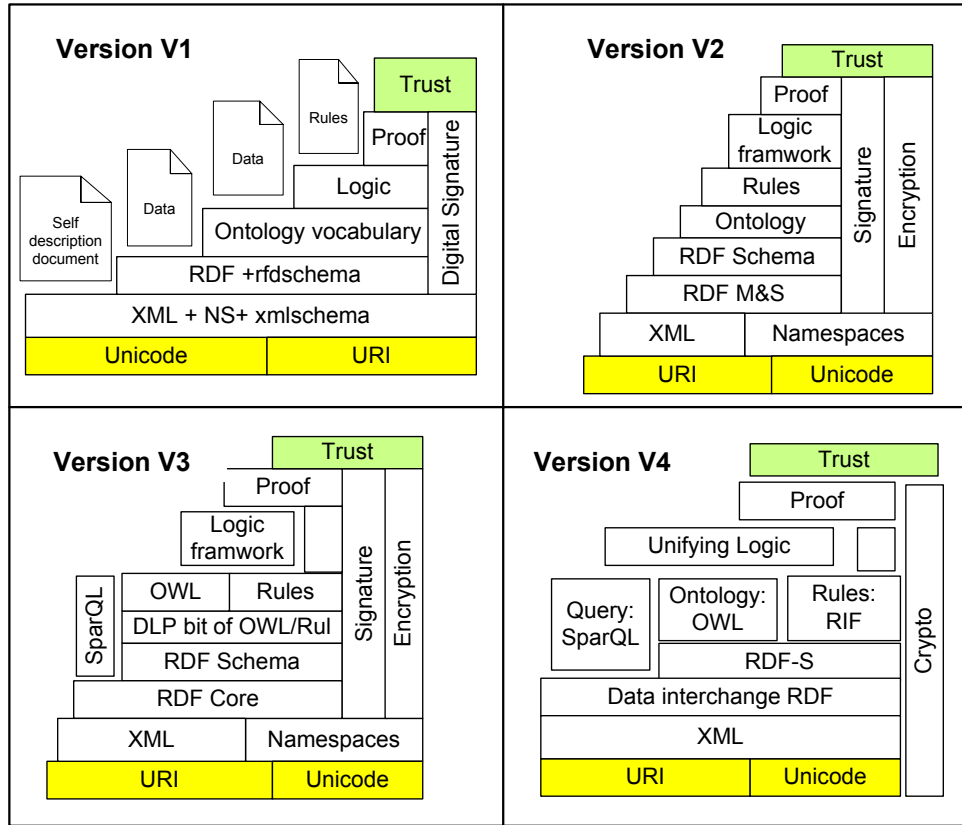 Version V1
Trust
Rules
Proof
Data
Logic
Data
Self
description
document
Ontology vocabulary
Digital Signature
RDF +rfdschema
XML + NS+ xmlschema
Unicode
URI
Version V2
Trust
Proof
Logic
framwork
Rules
Ontology
RDF Schema
RDF M&S
Signature
Encryption
XML
Namespaces
URI
Unicode
Version V3
Trust
Proof
Logic
framwork
SparQL
OWL
Rules
DLP bit of OWL/Rul
RDF Schema
RDF Core
Signature
Encryption
XML
Namespaces
URI
Unicode
Version V4
Trust
Proof
Unifying Logic
Query:
SparQL
Ontology:
OWL
Rules:
RIF
RDF-S
Data interchange RDF
XML
Crypto
URI
Unicode